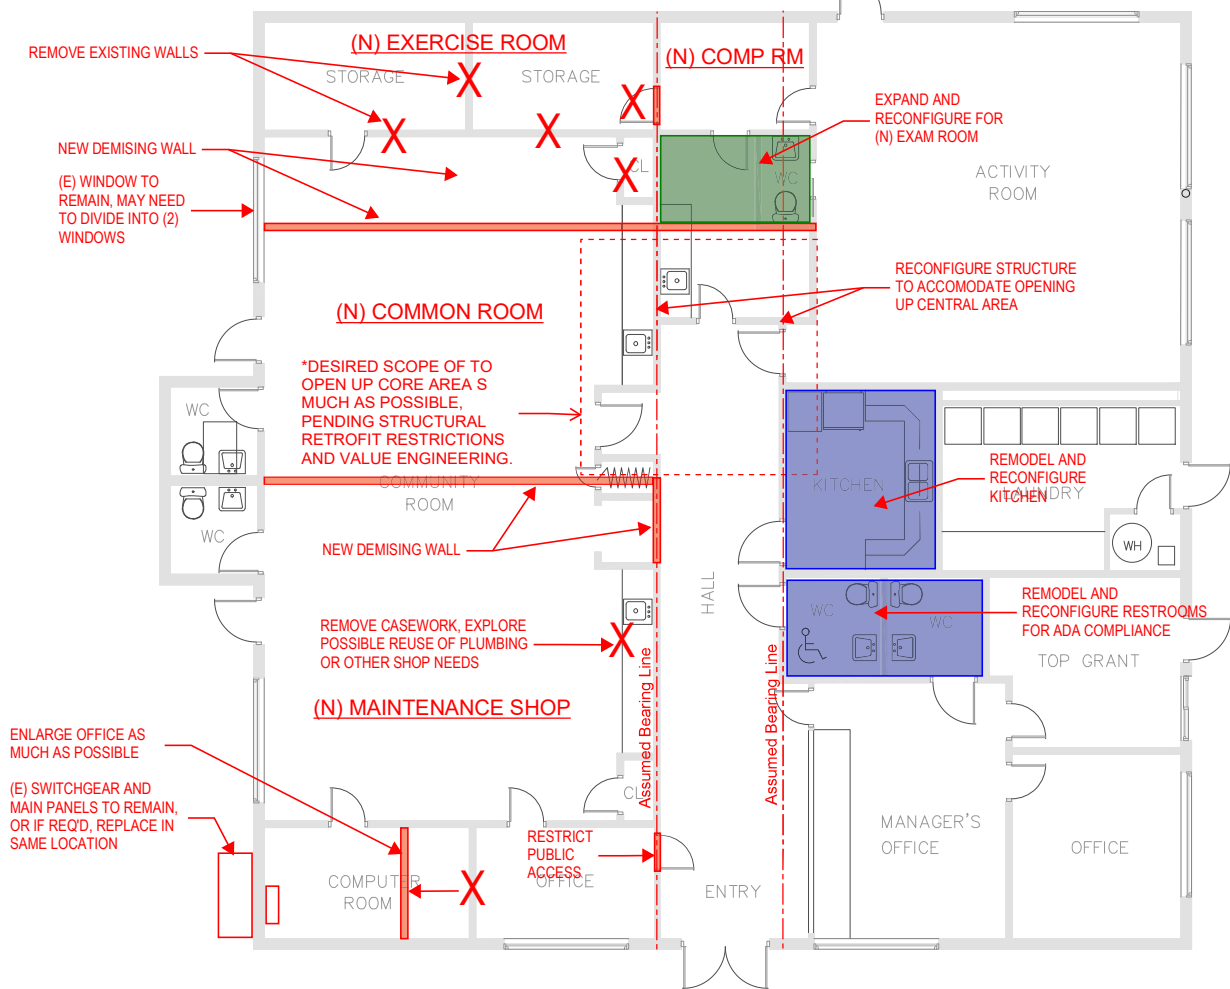 (N) EXERCISE ROOM
(N) COMP RM
REMOVE EXISTING WALLS
STORAGE
STORAGE
EXPAND AND
RECONFIGURE FOR
(N) EXAM ROOM
NEW DEMISING WALL
CL
WC
ACTIVITY
ROOM
(E) WINDOW TO
REMAIN, MAY NEED
TO DIVIDE INTO (2)
WINDOWS
RECONFIGURE STRUCTURE
TO ACCOMODATE OPENING
UP CENTRAL AREA
(N) COMMON ROOM
*DESIRED SCOPE OF TO
OPEN UP CORE AREA S
MUCH AS POSSIBLE,
PENDING STRUCTURAL
RETROFIT RESTRICTIONS
AND VALUE ENGINEERING.
WC
WC
COMMUNITY
ROOM
KITCHEN
REMODEL AND
RECONFIGURE
KITCHEN
LAUNDRY
WH
NEW DEMISING WALL
HALL
REMOVE CASEWORK, EXPLORE
POSSIBLE REUSE OF PLUMBING
OR OTHER SHOP NEEDS
WC
WC
REMODEL AND
RECONFIGURE RESTROOMS
FOR ADA COMPLIANCE
TOP GRANT
Assumed Bearing Line
Assumed Bearing Line
(N) MAINTENANCE SHOP
ENLARGE OFFICE AS
MUCH AS POSSIBLE
(E) SWITCHGEAR AND
MAIN PANELS TO REMAIN,
OR IF REQ'D, REPLACE IN
SAME LOCATION
CL
RESTRICT
PUBLIC
ACCESS
COMPUTER
ROOM
OFFICE
ENTRY
MANAGER'S
OFFICE
OFFICE